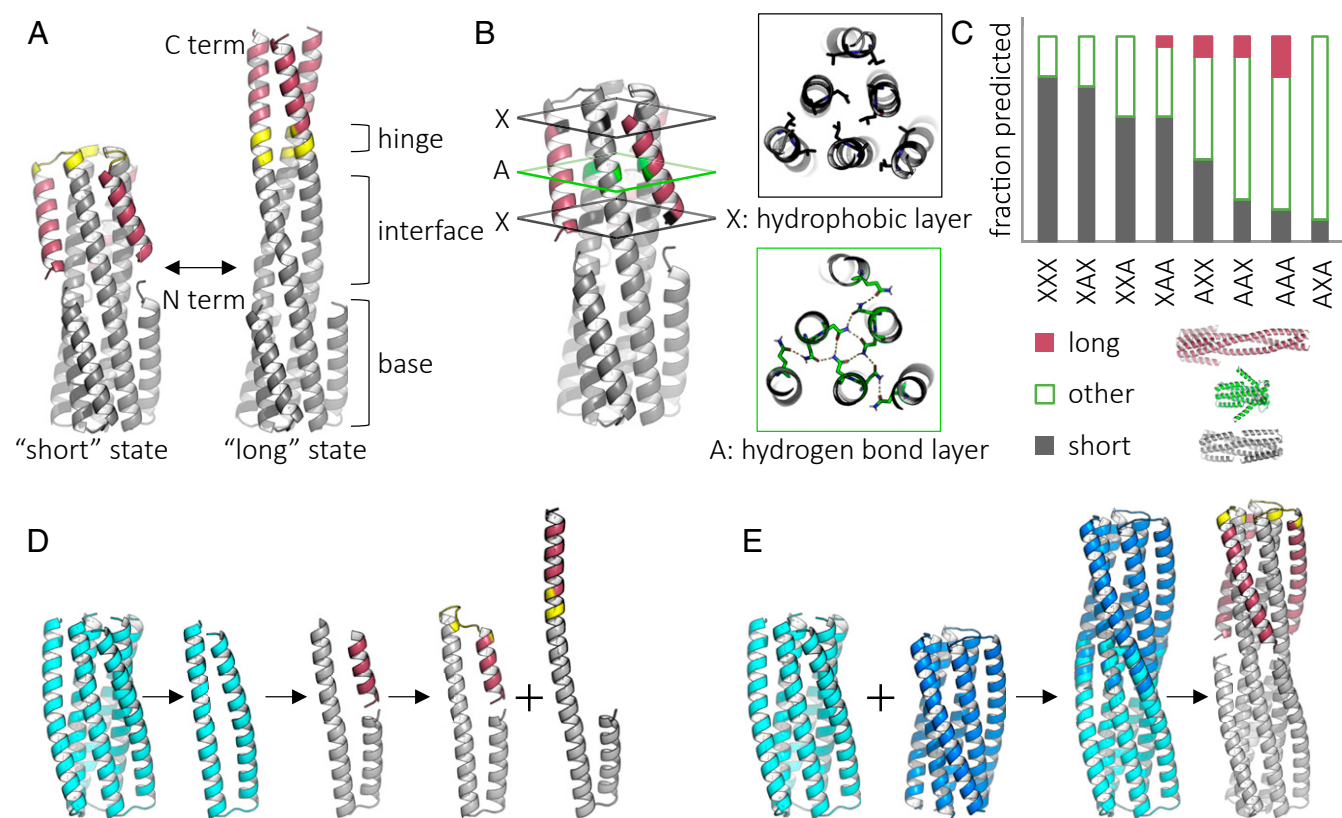 A
C term
hinge
interface
N term
base
"short" state
"long" state
B
X
A
X
X: hydrophobic layer
A: hydrogen bond layer
C
fraction predicted
XXX
XAX
XXA
XAA
AXX
AAX
AAA
AXA
long
other
short
D
+
E
+